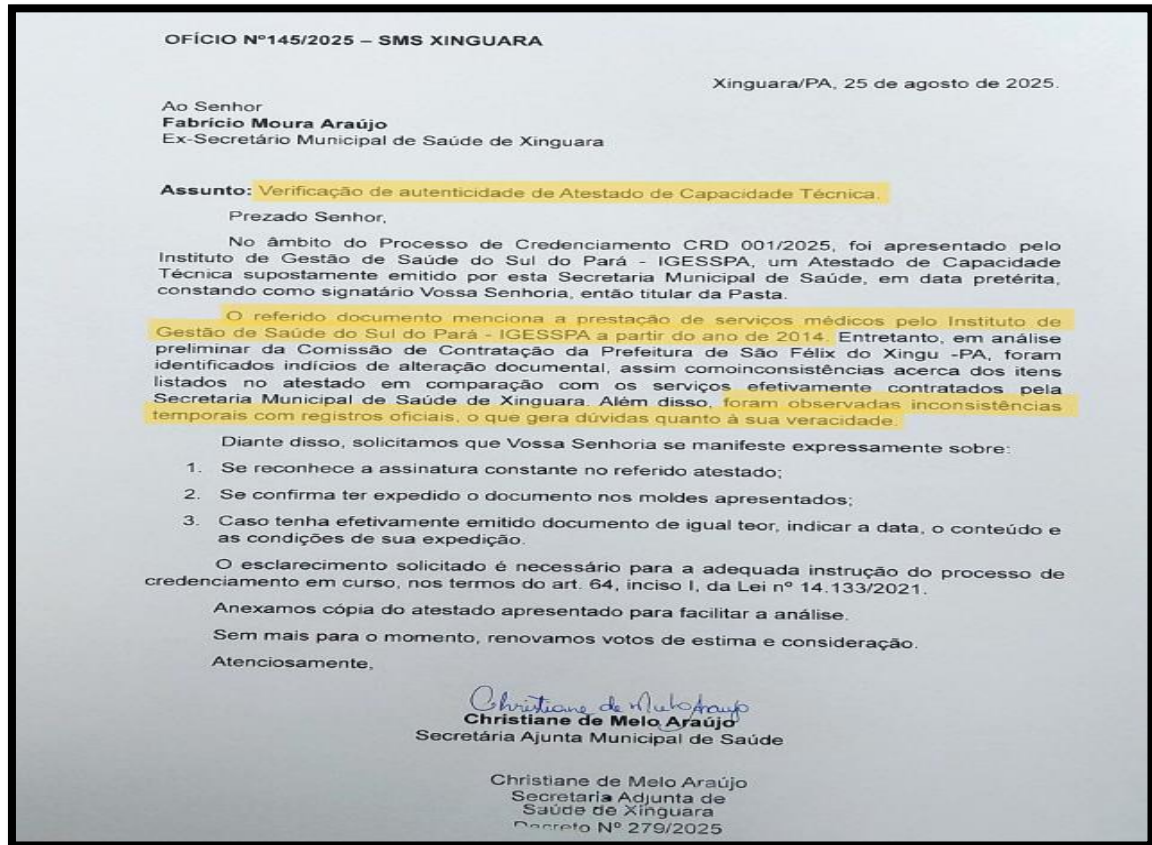 OFÍCIO Nº145/2025 – SMS XINGUARA
Xinguara/PA, 25 de agosto de 2025.
Ao Senhor
Fabrício Moura Araújo
Ex-Secretário Municipal de Saúde de Xinguara
Assunto: Verificação de autenticidade de Atestado de Capacidade Técnica.
Prezado Senhor,
No âmbito do Processo de Credenciamento CRD 001/2025, foi apresentado pelo
Instituto de Gestão de Saúde do Sul do Pará - IGESSPA, um Atestado de Capacidade
Técnica supostamente emitido por esta Secretaria Municipal de Saúde, em data pretérita,
constando como signatário Vossa Senhoria, então titular da Pasta.
O referido documento menciona a prestação de serviços médicos pelo Instituto de
Gestão de Saúde do Sul do Pará - IGESSPA a partir do ano de 2014. Entretanto, em análise
preliminar da Comissão de Contratação da Prefeitura de São Félix do Xingu -PA, foram
identificados indícios de alteração documental, assim comoinconsistências acerca dos itens
listados no atestado em comparação com os serviços efetivamente contratados pela
Secretaria Municipal de Saúde de Xinguara. Além disso, foram observadas inconsistências
temporais com registros oficiais, o que gera dúvidas quanto à sua veracidade.
Diante disso, solicitamos que Vossa Senhoria se manifeste expressamente sobre:
1. Se reconhece a assinatura constante no referido atestado;
2. Se confirma ter expedido o documento nos moldes apresentados;
3. Caso tenha efetivamente emitido documento de igual teor, indicar a data, o conteúdo e
as condições de sua expedição.
O esclarecimento solicitado é necessário para a adequada instrução do processo de
credenciamento em curso, nos termos do art. 64, inciso I, da Lei nº 14.133/2021.
Anexamos cópia do atestado apresentado para facilitar a análise.
Sem mais para o momento, renovamos votos de estima e consideração.
Atenciosamente,
Christiane de Melo Araujo
Christiane de Melo Araújo
Secretária Ajunta Municipal de Saúde
Christiane de Melo Araújo
Secretaria Adjunta de
Saúde de Xinguara
Decreto Nº 279/2025